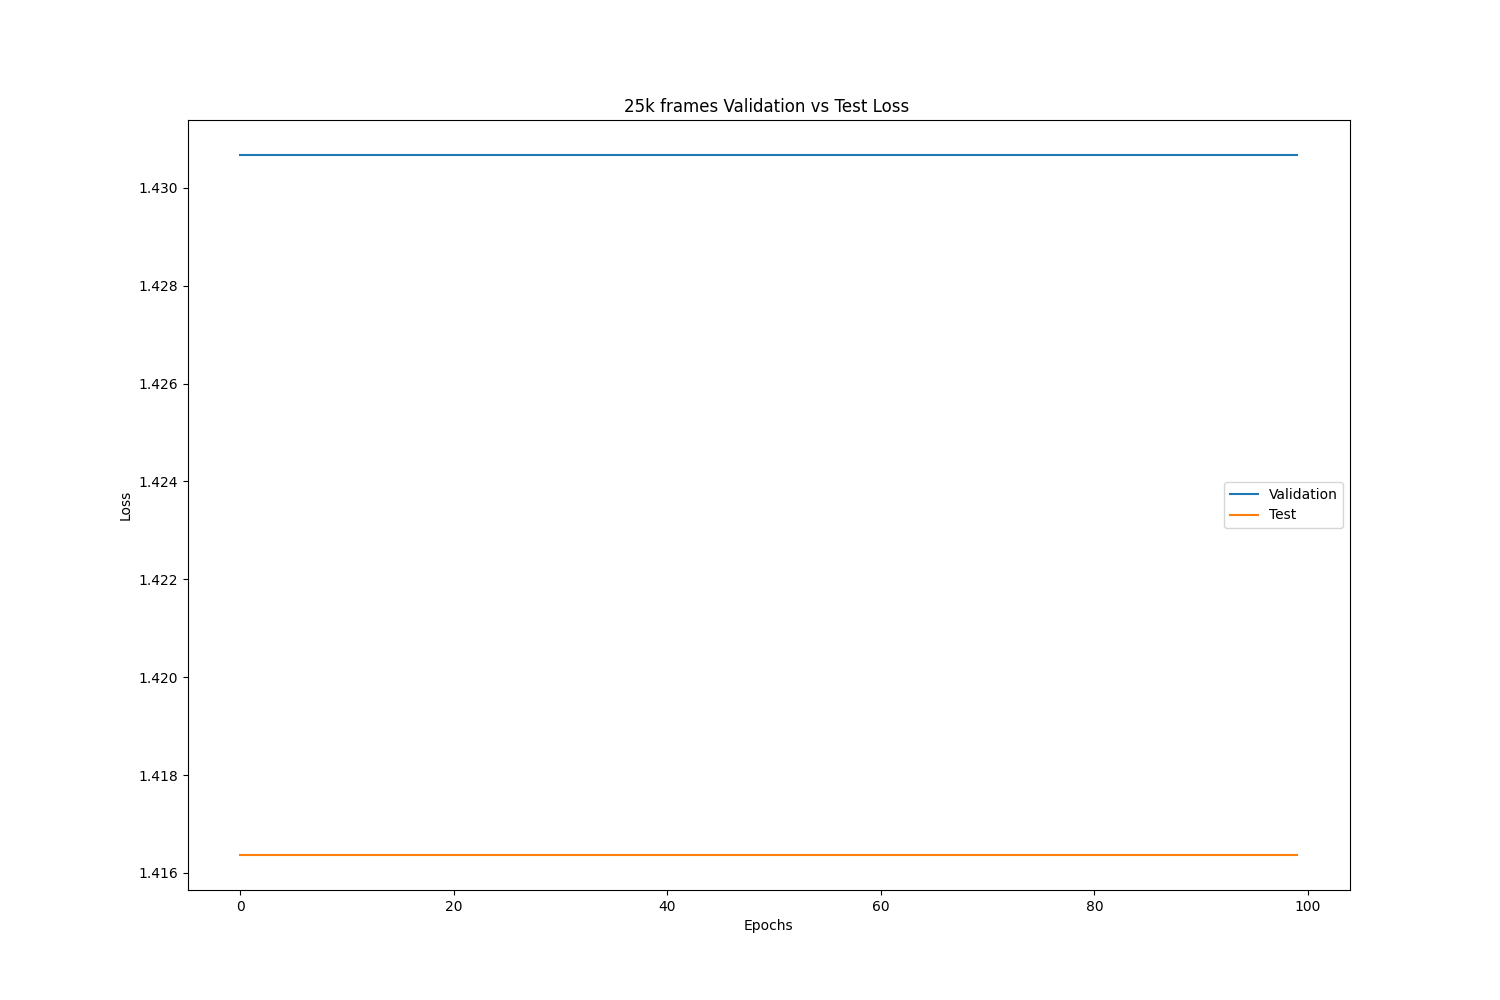 25k frames Validation vs Test Loss
1.430
1.428
1.426
1.424
1.422
1.420
1.418
1.416
Loss
Validation
Test
0 20 40 60 80 100
Epochs